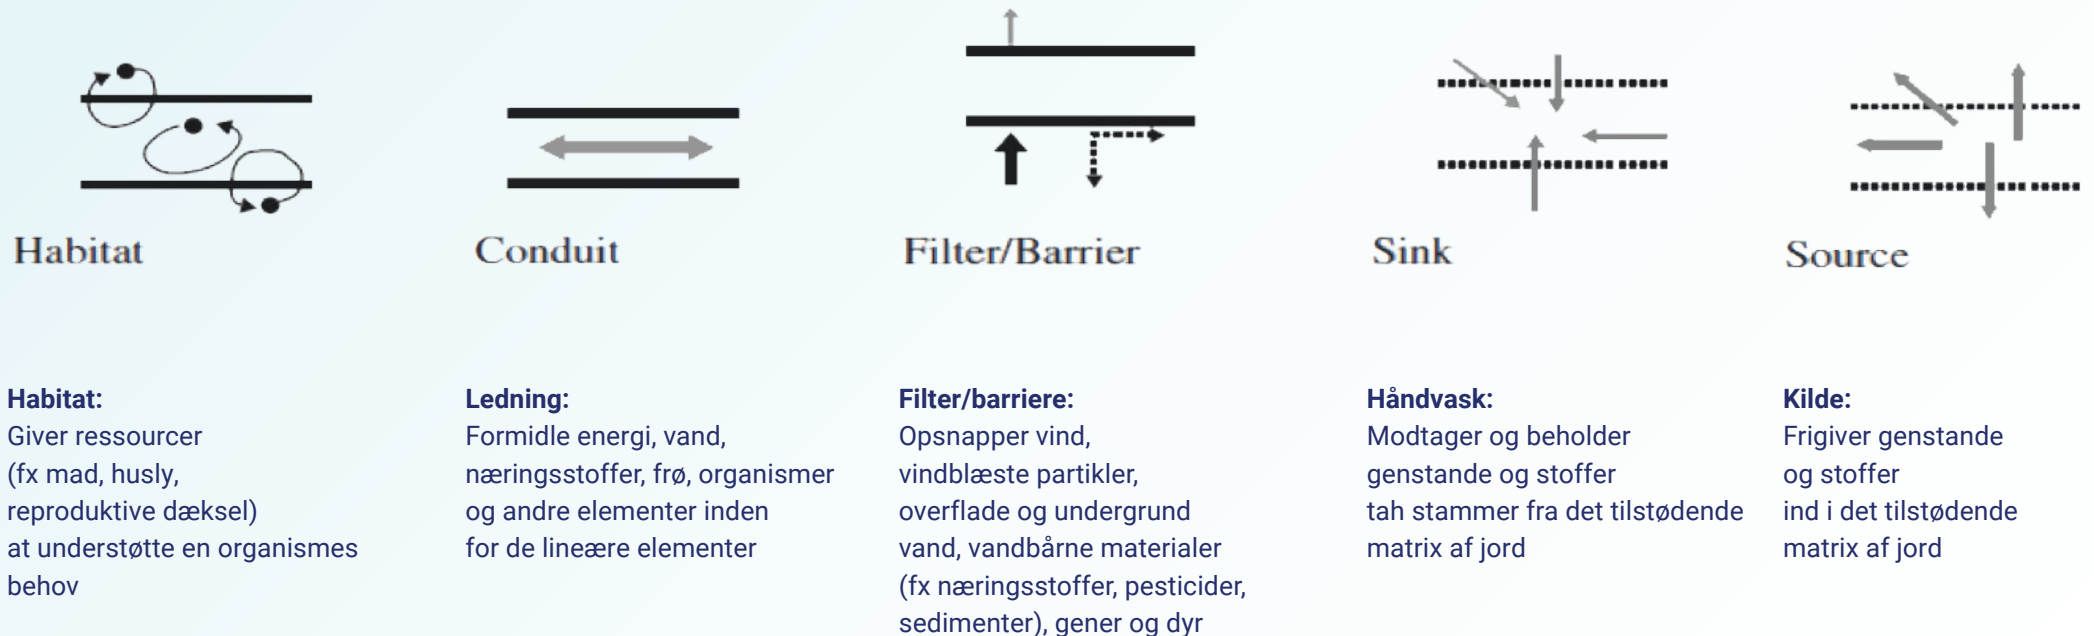 Habitat
Conduit
Filter/Barrier
Sink
Source
Habitat:
Giver ressourcer
(fx mad, husly,
reproduktive dæksel)
at understøtte en organismes
behov
Ledning:
Formidle energi, vand,
næringsstoffer, frø, organismer
og andre elementer inden
for de lineære elementer
Filter/barriere:
Opsnapper vind,
vindblæste partikler,
overflade og undergrund
vand, vandbårne materialer
(fx næringsstoffer, pesticider,
sedimenter), gener og dyr
Håndvask:
Modtager og beholder
genstande og stoffer
tah stammer fra det tilstødende
matrix af jord
Kilde:
Frigiver genstande
og stoffer
ind i det tilstødende
matrix af jord